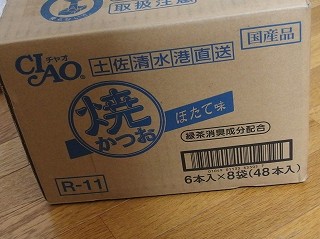 取扱注意
国産品
チャオ
CIAO®
土佐清水港直送
焼
かつお
ほたて味
緑茶消臭成分配合
R-11
6本入×8袋(48本入)